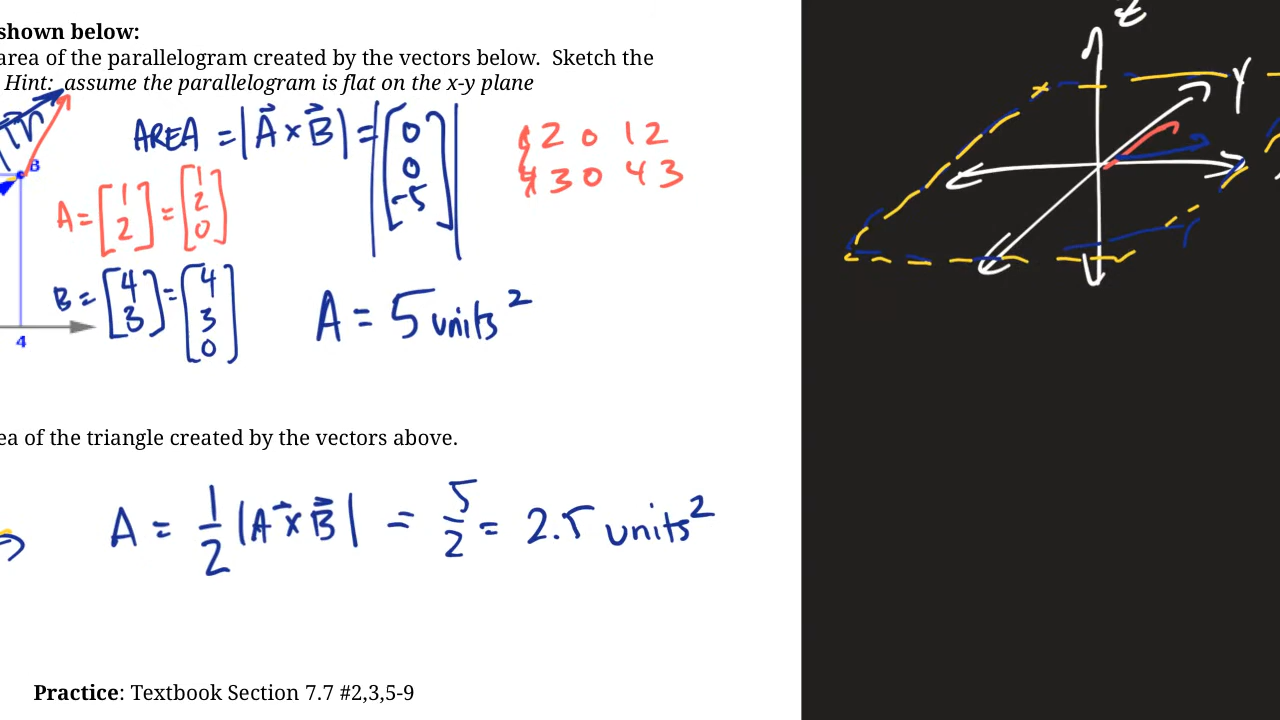 shown below:
area of the parallelogram created by the vectors below.  Sketch the
Hint:  assume the parallelogram is flat on the x-y plane
B
AREA = |A⃗ × B⃗| = |[0 0 -5]|
2 0 1 2
3 0 4 3
A = [1 2] = [1 2 0]
B = [4 3] = [4 3 0]
A = 5 units²
4
ea of the triangle created by the vectors above.
A = 1/2 |A⃗ × B⃗| = 5/2 = 2.5 units²
Practice: Textbook Section 7.7 #2,3,5-9
z
Y